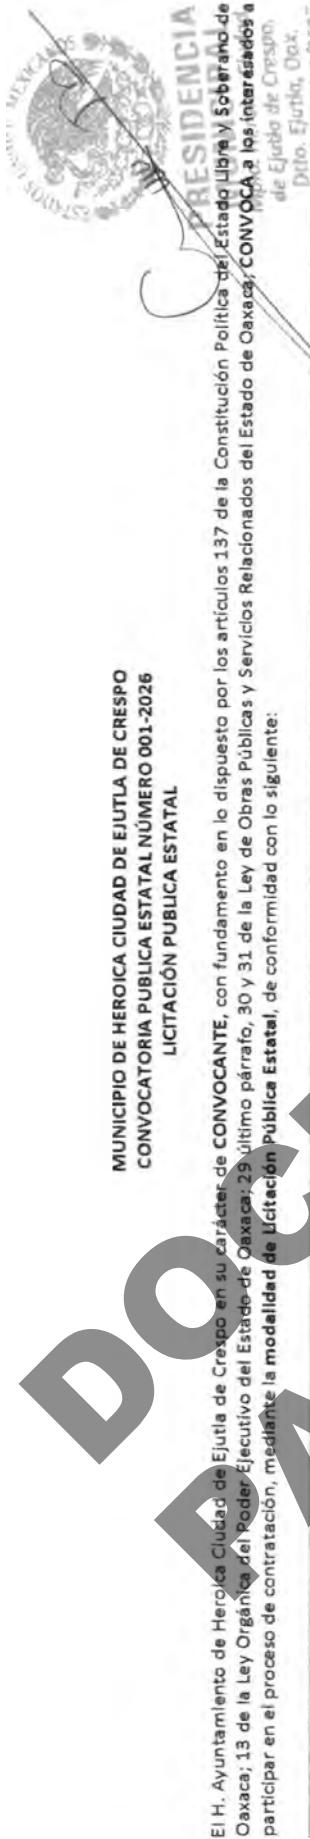 MUNICIPIO DE HEROICA CIUDAD DE EJUTLA DE CRESPO
CONVOCATORIA PUBLICA ESTATAL NÚMERO 001-2026
LICITACIÓN PUBLICA ESTATAL
El H. Ayuntamiento de Heroica Ciudad de Ejutla de Crespo en su carácter de CONVOCANTE, con fundamento en lo dispuesto por los artículos 137 de la Constitución Política del Estado Libre y Soberano de
Oaxaca; 13 de la Ley Orgánica del Poder Ejecutivo del Estado de Oaxaca; 29 último párrafo, 30 y 31 de la Ley de Obras Públicas y Servicios Relacionados del Estado de Oaxaca; CONVOCA a los interesados a
participar en el proceso de contratación, mediante la modalidad de Licitación Pública Estatal, de conformidad con lo siguiente:
ESTADOS
MEXICANOS
PRESIDENCIA
de Ejutla de Crespo,
Dtto. Ejutla, Oax.
DOC
PA